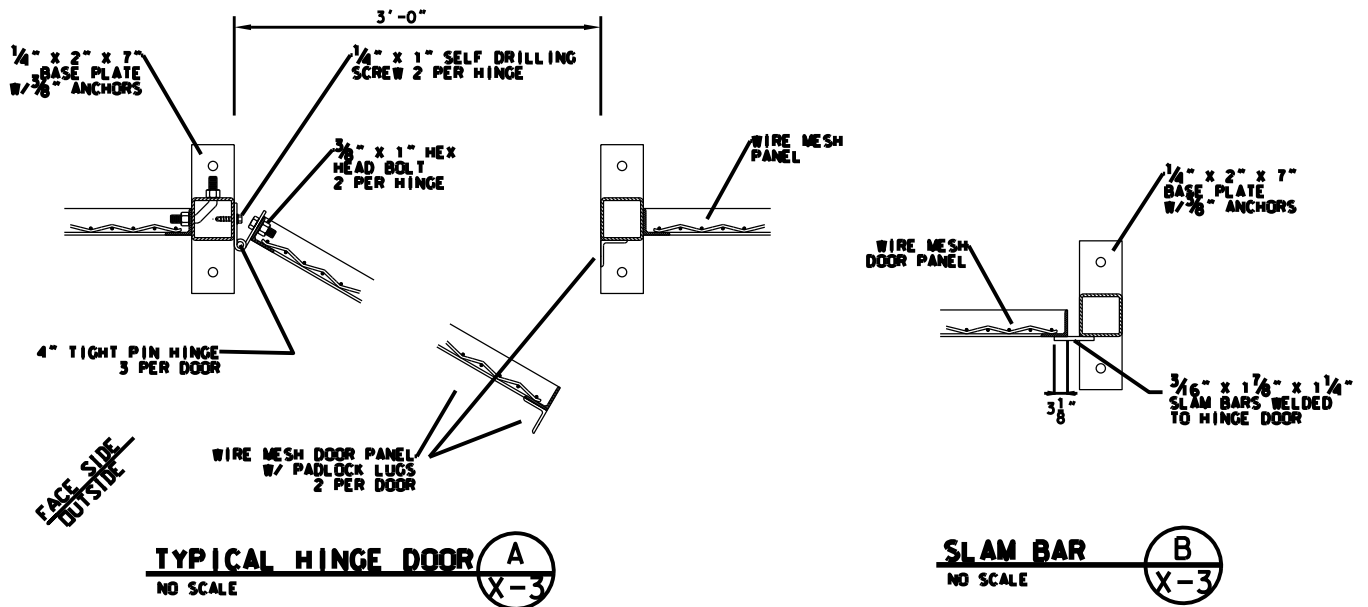 3'-0"
1/4" X 2" X 7"
BASE PLATE
W/ 3/8" ANCHORS
1/4" X 1" SELF DRILLING
SCREW 2 PER HINGE
3/8" X 1" HEX
HEAD BOLT
2 PER HINGE
WIRE MESH
PANEL
4" TIGHT PIN HINGE
3 PER DOOR
WIRE MESH DOOR PANEL
W/ PADLOCK LUGS
2 PER DOOR
FACE SIDE
OUTSIDE
TYPICAL HINGE DOOR
NO SCALE
A
X-3
1/4" X 2" X 7"
BASE PLATE
W/ 3/8" ANCHORS
WIRE MESH
DOOR PANEL
3 1/8"
3/16" X 1 7/8" X 1 1/4"
SLAM BARS WELDED
TO HINGE DOOR
SLAM BAR
NO SCALE
B
X-3